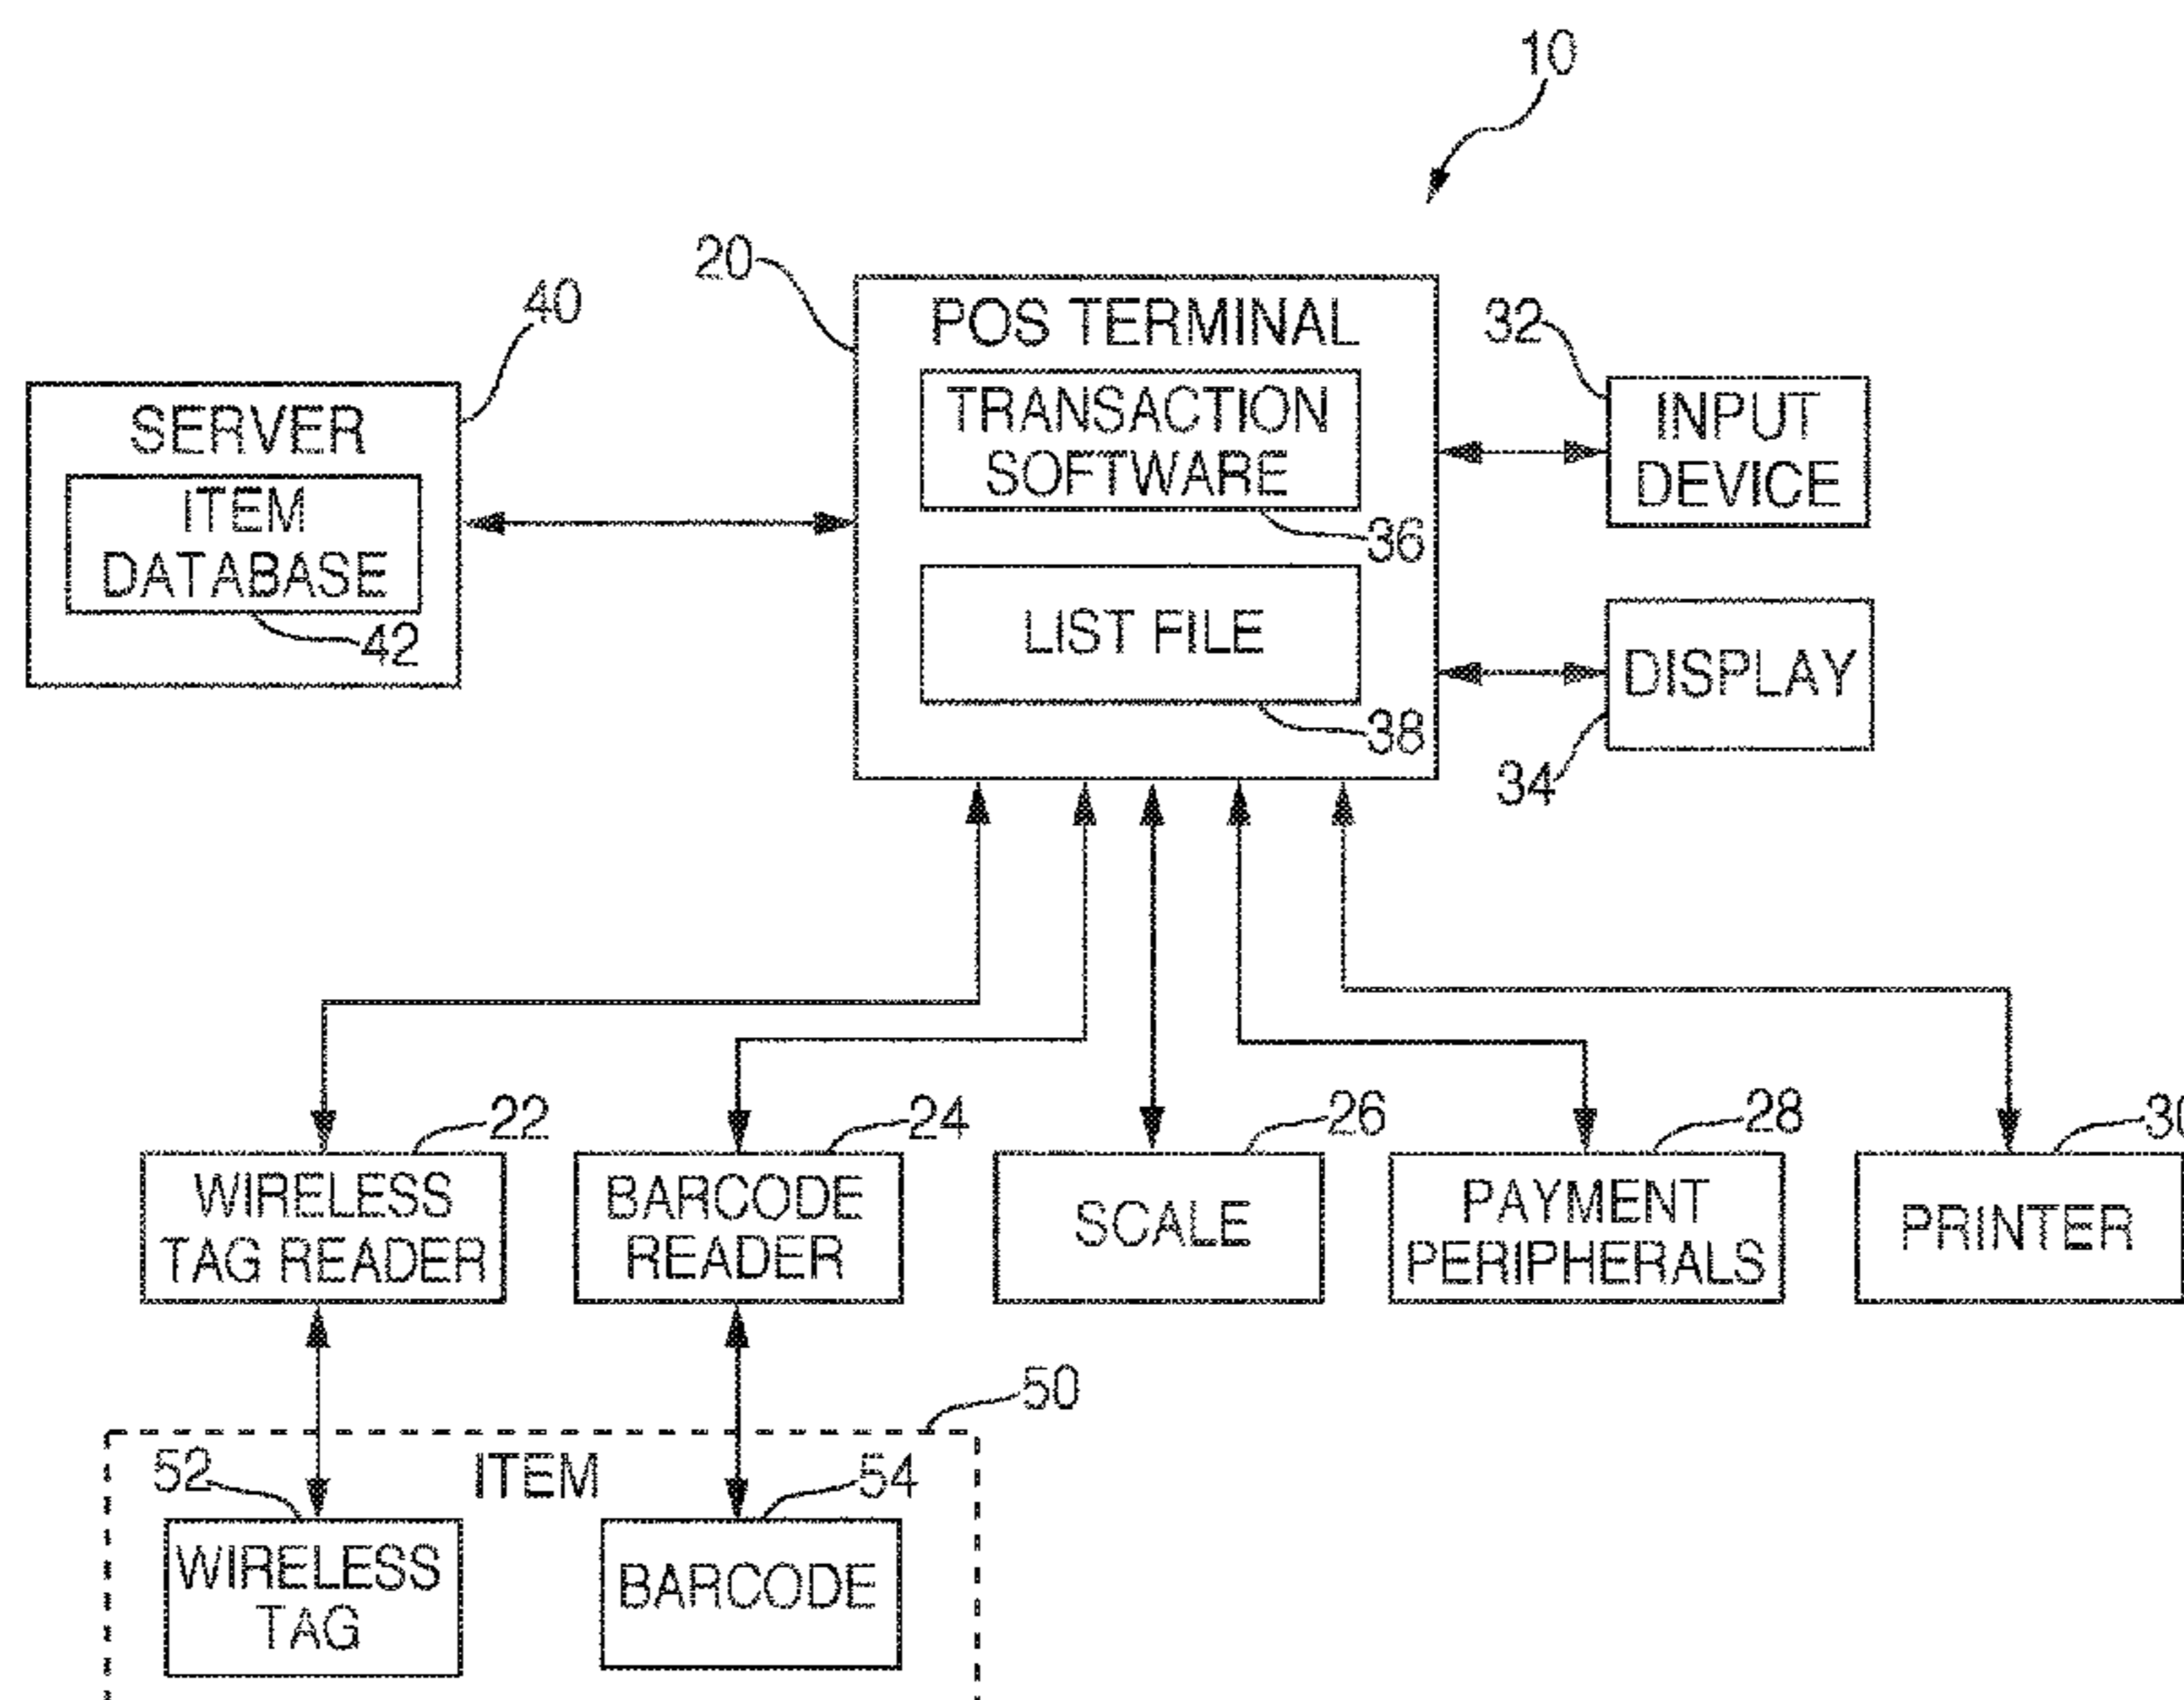 10
20
POS TERMINAL
40
32
TRANSACTION
SOFTWARE
INPUT
DEVICE
SERVER
ITEM
DATABASE
36
42
LIST FILE
DISPLAY
38
34
22
24
26
28
WIRELESS
TAG READER
BARCODE
READER
SCALE
PAYMENT
PERIPHERALS
PRINTER
50
52
ITEM
54
WIRELESS
TAG
BARCODE